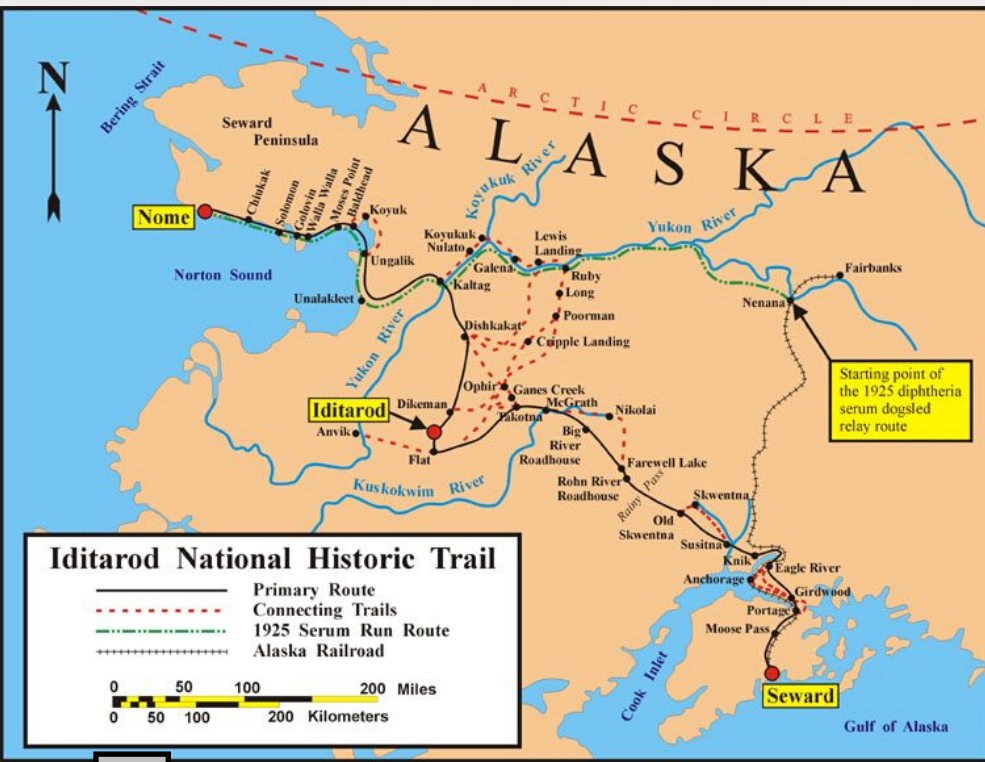 N
Bering Strait
ARCTIC CIRCLE
ALASKA
Seward
Peninsula
Nome
Chiukak
Solomon
Golovin
Walla Walla
Moses Point
Baldhead
Koyuk
Ungalik
Norton Sound
Unalakleet
Koyukuk River
Koyukuk
Nulato
Galena
Lewis
Landing
Yukon River
Ruby
Kaltag
Long
Poorman
Fairbanks
Nenana
Yukon River
Dishkakat
Cripple Landing
Ophir
Ganes Creek
Iditarod
Dikeman
Takotna
McGrath
Nikolai
Anvik
Flat
Big
River
Roadhouse
Starting point of
the 1925 diphtheria
serum dogsled
relay route
Kuskokwim River
Farewell Lake
Rohn River
Roadhouse
Rainy Pass
Skwentna
Old
Skwentna
Susitna
Knik
Eagle River
Anchorage
Girdwood
Portage
Moose Pass
Seward
Cook Inlet
Gulf of Alaska
Iditarod National Historic Trail
Primary Route
Connecting Trails
1925 Serum Run Route
Alaska Railroad
0 50 100 200 Miles
0 50 100 200 Kilometers